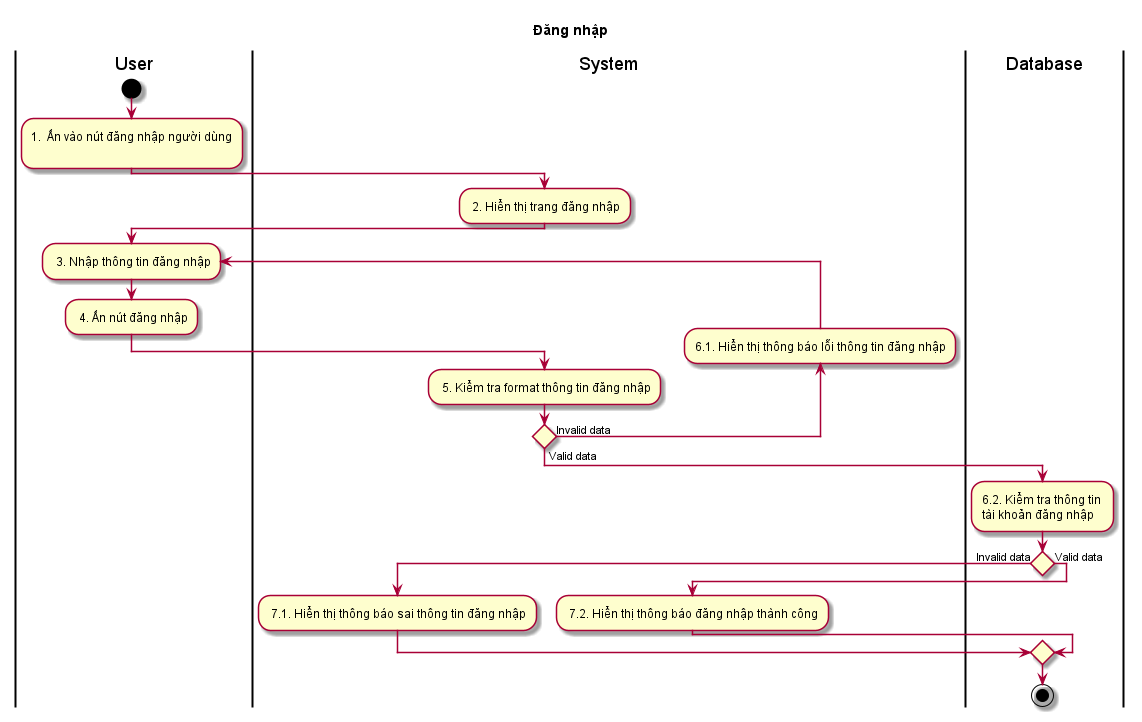 Đăng nhập
User
System
Database
1. Ấn vào nút đăng nhập người dùng
2. Hiển thị trang đăng nhập
3. Nhập thông tin đăng nhập
4. Ấn nút đăng nhập
6.1. Hiển thị thông báo lỗi thông tin đăng nhập
5. Kiểm tra format thông tin đăng nhập
Invalid data
Valid data
6.2. Kiểm tra thông tin
tài khoản đăng nhập
Invalid data
Valid data
7.1. Hiển thị thông báo sai thông tin đăng nhập
7.2. Hiển thị thông báo đăng nhập thành công